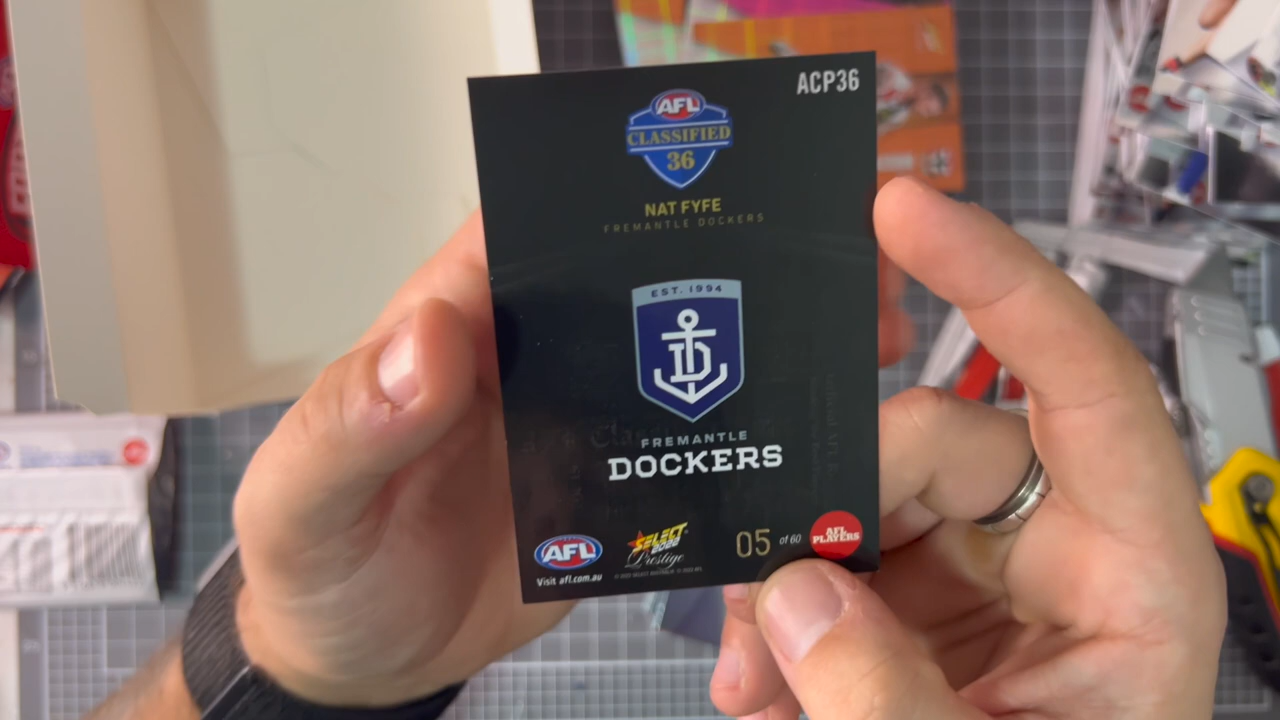 ACP36
AFL
CLASSIFIED
36
NAT FYFE
FREMANTLE DOCKERS
EST. 1994
D
FREMANTLE
DOCKERS
AFL
Visit afl.com.au
SELECT
2022
Prestige
05 of 60
AFL
PLAYERS